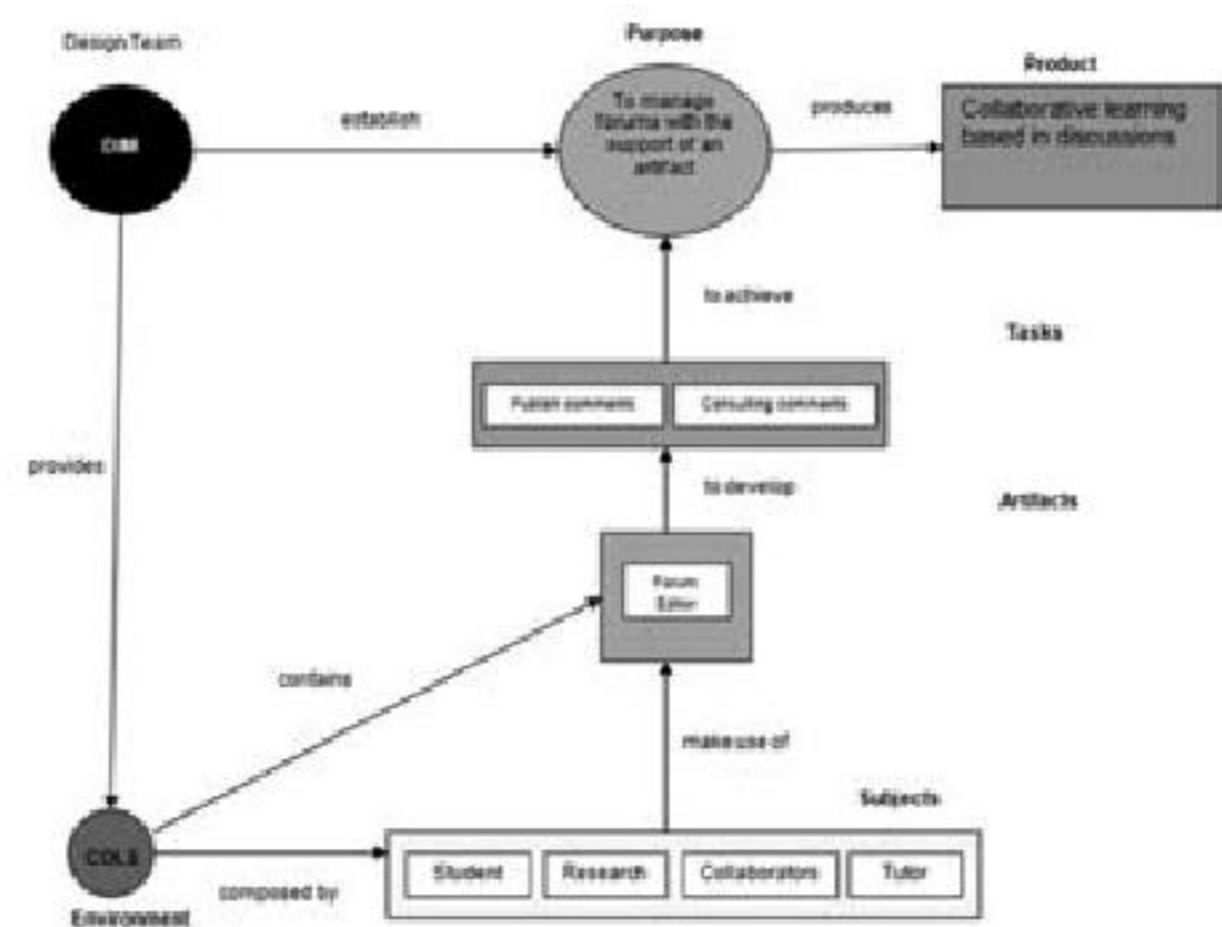 Design Team
Purpose
Product
To manage
forums with the
support of an
artifact
establish
produces
Collaborative learning
based in discussions
to achieve
Tasks
Publish comments
Consulting comments
provides
to develop
Artifacts
Forum
Editor
contains
make use of
Subjects
Student
Research
Collaborators
Tutor
composed by
Environment